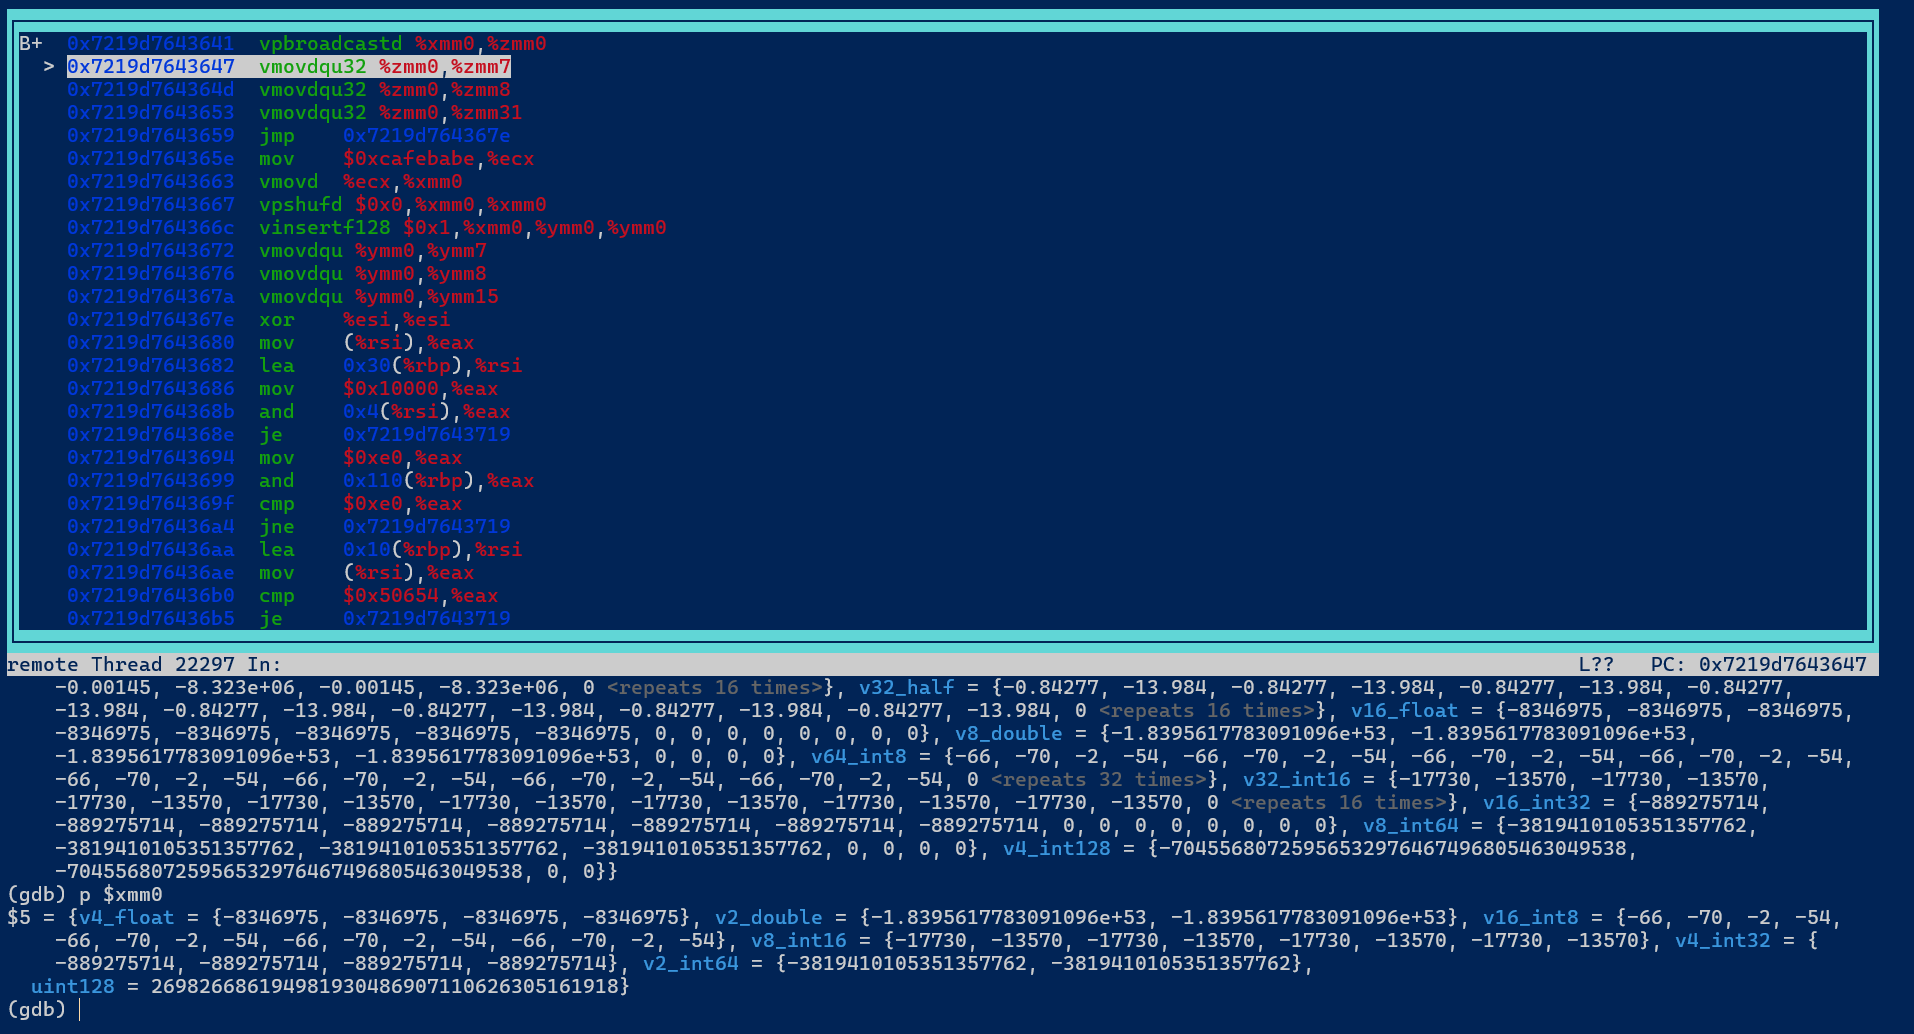 B+  0x7219d7643641  vpbroadcastd %xmm0,%zmm0
  > 0x7219d7643647  vmovdqu32 %zmm0,%zmm7
    0x7219d764364d  vmovdqu32 %zmm0,%zmm8
    0x7219d7643653  vmovdqu32 %zmm0,%zmm31
    0x7219d7643659  jmp    0x7219d764367e
    0x7219d764365e  mov    $0xcafebabe,%ecx
    0x7219d7643663  vmovd  %ecx,%xmm0
    0x7219d7643667  vpshufd $0x0,%xmm0,%xmm0
    0x7219d764366c  vinsertf128 $0x1,%xmm0,%ymm0,%ymm0
    0x7219d7643672  vmovdqu %ymm0,%ymm7
    0x7219d7643676  vmovdqu %ymm0,%ymm8
    0x7219d764367a  vmovdqu %ymm0,%ymm15
    0x7219d764367e  xor    %esi,%esi
    0x7219d7643680  mov    (%rsi),%eax
    0x7219d7643682  lea    0x30(%rbp),%rsi
    0x7219d7643686  mov    $0x10000,%eax
    0x7219d764368b  and    0x4(%rsi),%eax
    0x7219d764368e  je     0x7219d7643719
    0x7219d7643694  mov    $0xe0,%eax
    0x7219d7643699  and    0x110(%rbp),%eax
    0x7219d764369f  cmp    $0xe0,%eax
    0x7219d76436a4  jne    0x7219d7643719
    0x7219d76436aa  lea    0x10(%rbp),%rsi
    0x7219d76436ae  mov    (%rsi),%eax
    0x7219d76436b0  cmp    $0x50654,%eax
    0x7219d76436b5  je     0x7219d7643719
remote Thread 22297 In:    L??   PC: 0x7219d7643647
    -0.00145, -8.323e+06, -0.00145, -8.323e+06, 0 <repeats 16 times>}, v32_half = {-0.84277, -13.984, -0.84277, -13.984, -0.84277, -13.984, -0.84277,
    -13.984, -0.84277, -13.984, -0.84277, -13.984, -0.84277, -13.984, -0.84277, -13.984, 0 <repeats 16 times>}, v16_float = {-8346975, -8346975, -8346975,
    -8346975, -8346975, -8346975, -8346975, -8346975, 0, 0, 0, 0, 0, 0, 0, 0}, v8_double = {-1.8395617783091096e+53, -1.8395617783091096e+53,
    -1.8395617783091096e+53, -1.8395617783091096e+53, 0, 0, 0, 0}, v64_int8 = {-66, -70, -2, -54, -66, -70, -2, -54, -66, -70, -2, -54, -66, -70, -2, -54,
    -66, -70, -2, -54, -66, -70, -2, -54, -66, -70, -2, -54, -66, -70, -2, -54, 0 <repeats 32 times>}, v32_int16 = {-17730, -13570, -17730, -13570,
    -17730, -13570, -17730, -13570, -17730, -13570, -17730, -13570, -17730, -13570, -17730, -13570, 0 <repeats 16 times>}, v16_int32 = {-889275714,
    -889275714, -889275714, -889275714, -889275714, -889275714, -889275714, -889275714, 0, 0, 0, 0, 0, 0, 0, 0}, v8_int64 = {-3819410105351357762,
    -3819410105351357762, -3819410105351357762, -3819410105351357762, 0, 0, 0, 0}, v4_int128 = {-70455680725956532976467496805463049538,
    -70455680725956532976467496805463049538, 0, 0}}
(gdb) p $xmm0
$5 = {v4_float = {-8346975, -8346975, -8346975, -8346975}, v2_double = {-1.8395617783091096e+53, -1.8395617783091096e+53}, v16_int8 = {-66, -70, -2, -54,
    -66, -70, -2, -54, -66, -70, -2, -54, -66, -70, -2, -54}, v8_int16 = {-17730, -13570, -17730, -13570, -17730, -13570, -17730, -13570}, v4_int32 = {
    -889275714, -889275714, -889275714, -889275714}, v2_int64 = {-3819410105351357762, -3819410105351357762},
  uint128 = 269826686194981930486907110626305161918}
(gdb)